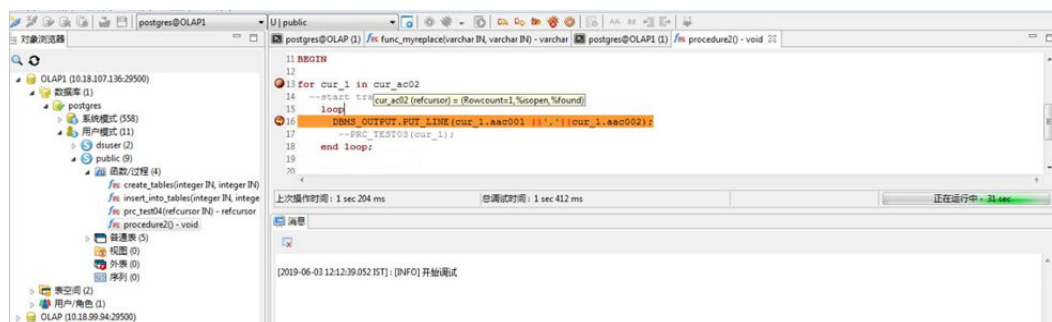 postgres@OLAP1
U | public
对象浏览器
OLAP1 (10.18.107.136:29500)
数据库 (1)
postgres
系统模式 (558)
用户模式 (11)
dsuser (2)
public (9)
函数/过程 (4)
create_tables(integer IN, integer IN)
insert_into_tables(integer IN, intege
prc_test04(refcursor IN) - refcursor
procedure2() - void
普通表 (5)
视图 (0)
外表 (0)
序列 (0)
表空间 (2)
用户/角色 (1)
OLAP (10.18.99.94:29500)
postgres@OLAP (1) func_myreplace(varchar IN, varchar IN) - varchar postgres@OLAP1 (1) procedure2() - void
11 BEGIN
12
13 for cur_1 in cur_ac02
14 --start tra
cur_ac02 (refcursor) = (Rowcount=1,%isopen,%found)
15 loop
16 DBMS_OUTPUT.PUT_LINE(cur_1.aac001 ||','||cur_1.aac002);
17 --PRC_TEST03(cur_1);
18 end loop;
19
20
上次操作时间：1 sec 204 ms
总调试时间：1 sec 412 ms
正在运行中 - 31 sec
消息
[2019-06-03 12:12:39.052 IST] : [INFO] 开始调试